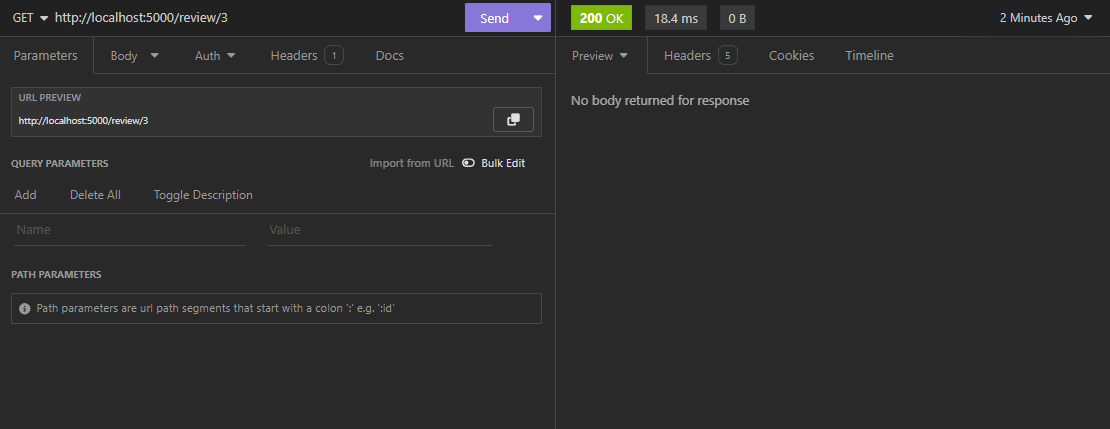 GET http://localhost:5000/review/3 Send
Parameters Body Auth Headers 1 Docs
URL PREVIEW
http://localhost:5000/review/3
QUERY PARAMETERS Import from URL Bulk Edit
Add Delete All Toggle Description
Name Value
PATH PARAMETERS
Path parameters are url path segments that start with a colon ':' e.g. ':id'
200 OK 18.4 ms 0 B 2 Minutes Ago
Preview Headers 5 Cookies Timeline
No body returned for response